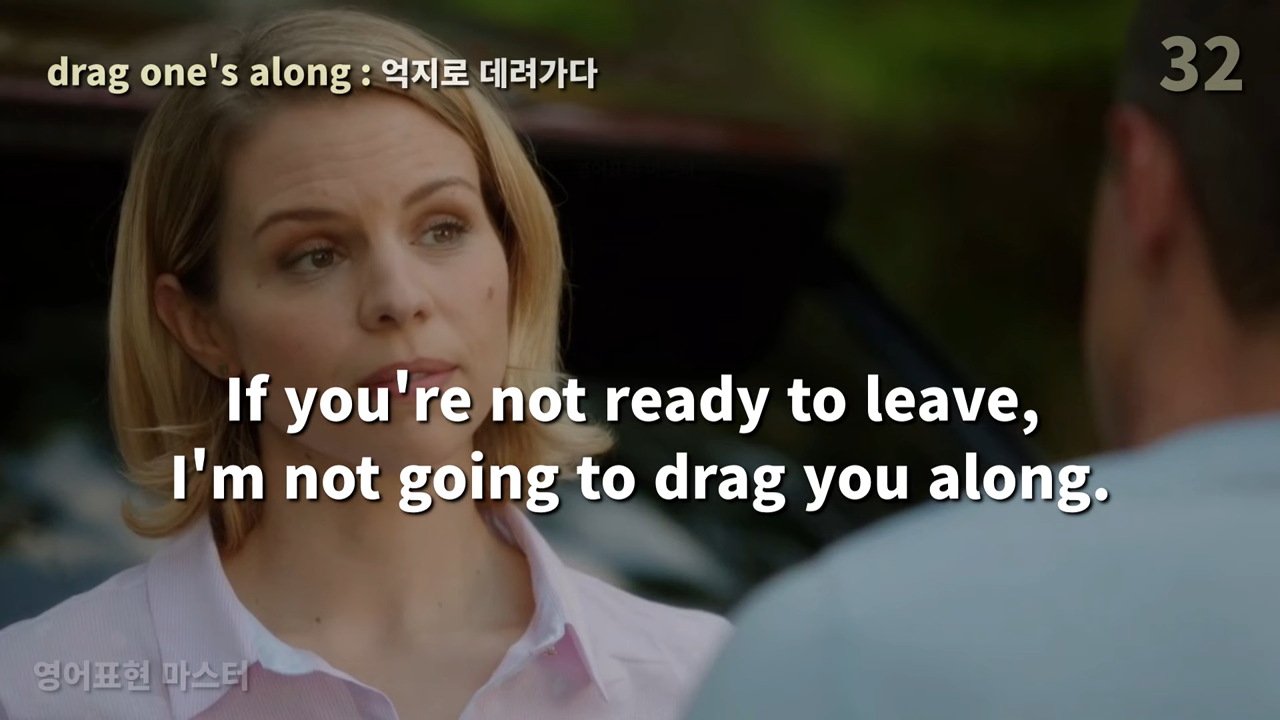 drag one's along : 억지로 데려가다
32
If you're not ready to leave,
I'm not going to drag you along.
영어표현 마스터